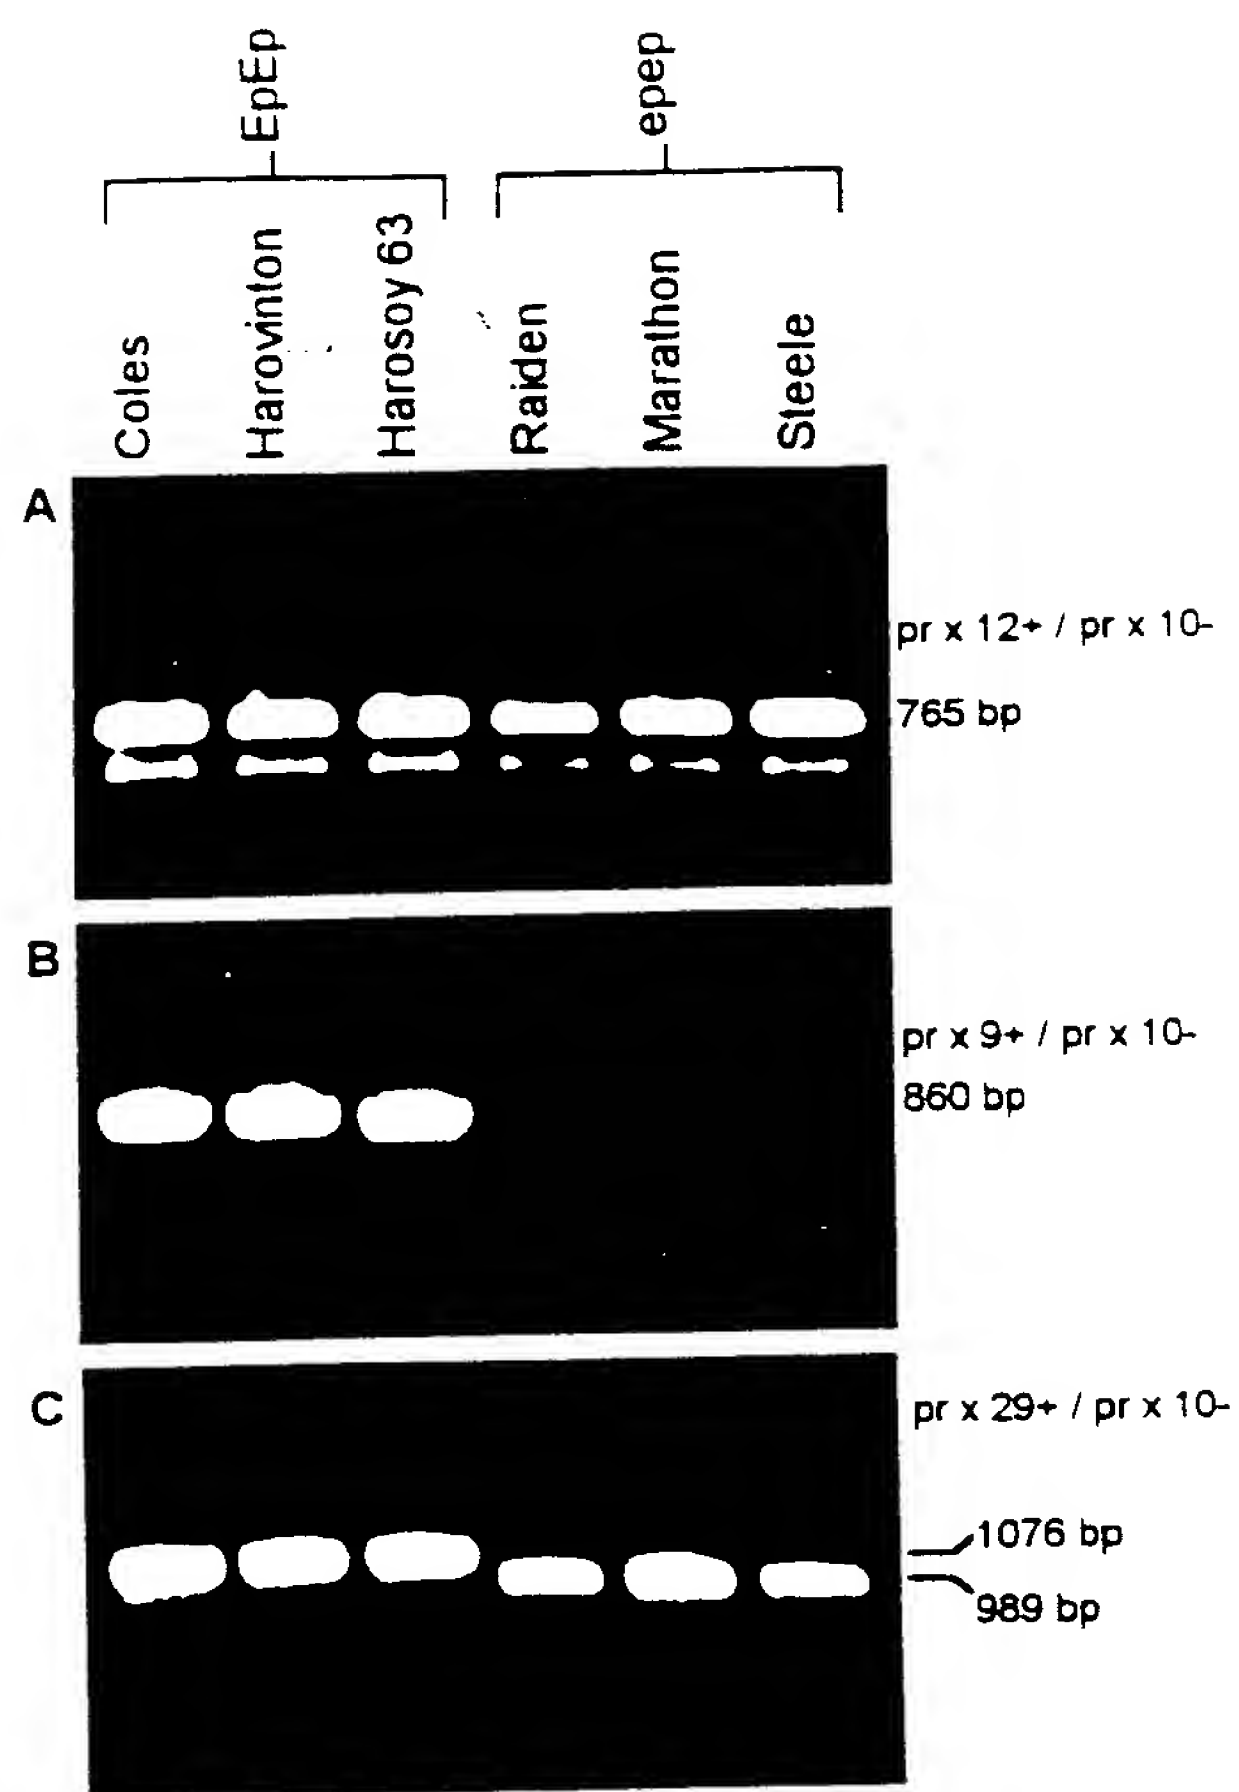 EpEp
epep
Coles
Harovinton
Harosoy 63
Raiden
Marathon
Steele
A
pr x 12+ / pr x 10-
765 bp
B
pr x 9+ / pr x 10-
860 bp
C
pr x 29+ / pr x 10-
1076 bp
989 bp